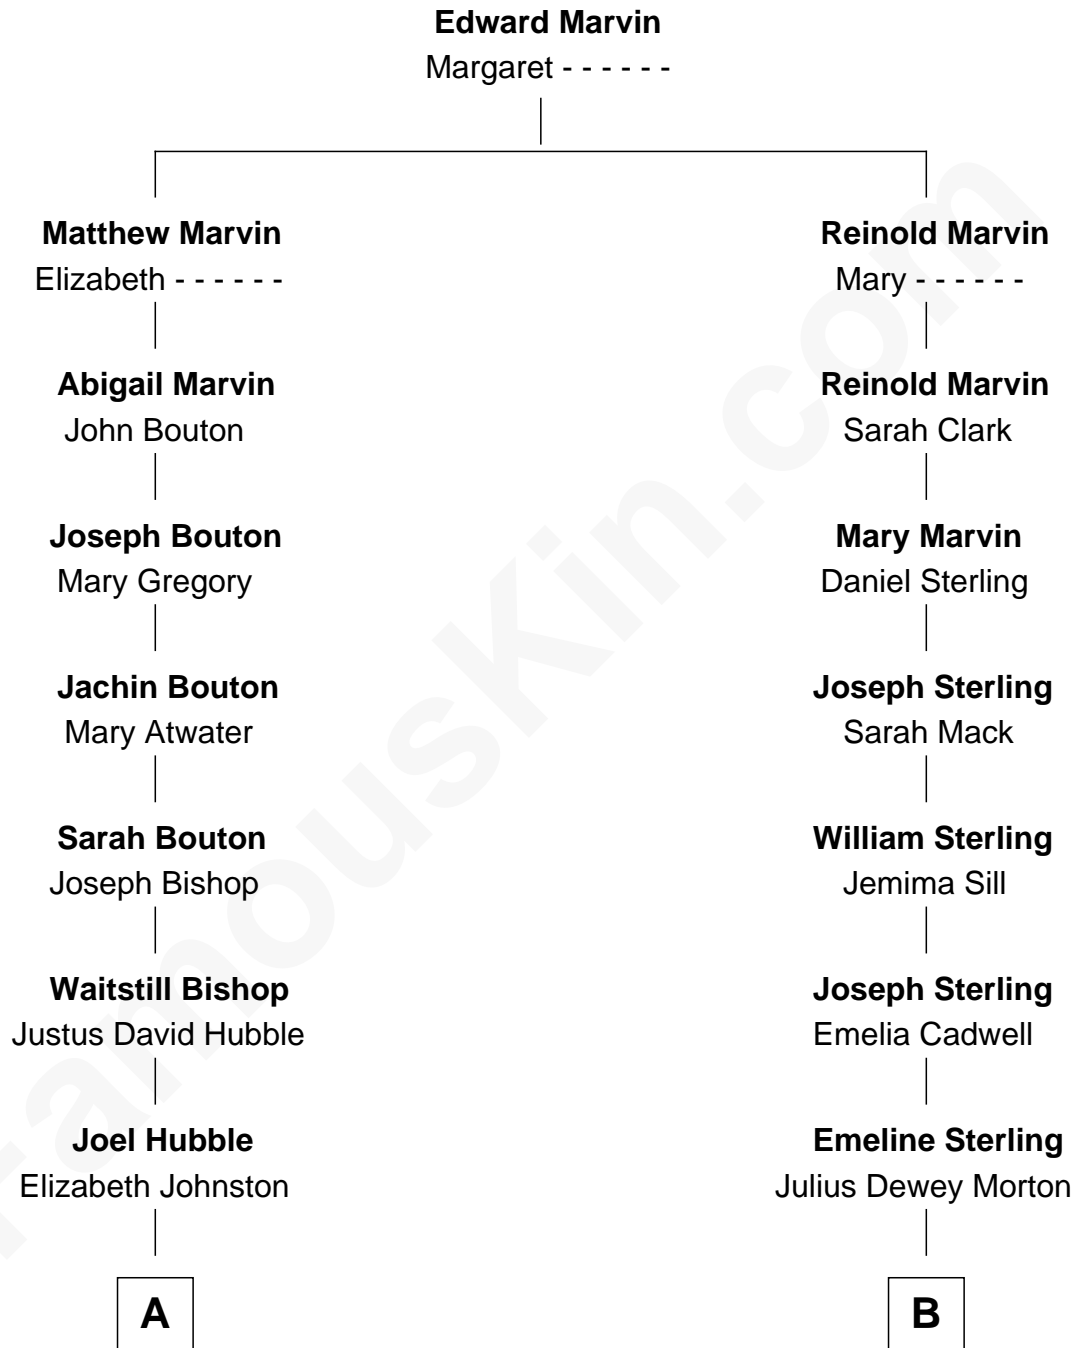 Edward Marvin
Margaret - - - - - -
Matthew Marvin
Elizabeth - - - - - -
Abigail Marvin
John Bouton
Joseph Bouton
Mary Gregory
Jachin Bouton
Mary Atwater
Sarah Bouton
Joseph Bishop
Waitstill Bishop
Justus David Hubble
Joel Hubble
Elizabeth Johnston
A
Reinold Marvin
Mary - - - - - -
Reinold Marvin
Sarah Clark
Mary Marvin
Daniel Sterling
Joseph Sterling
Sarah Mack
William Sterling
Jemima Sill
Joseph Sterling
Emelia Cadwell
Emeline Sterling
Julius Dewey Morton
B
FamousKin.com